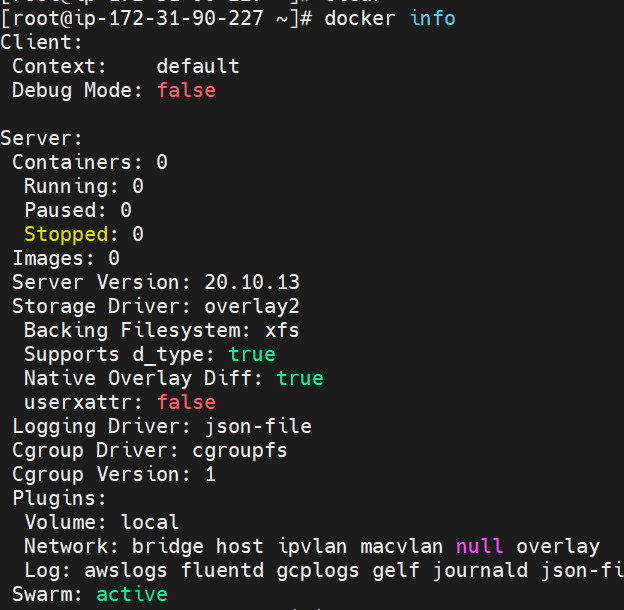 [root@ip-172-31-90-227 ~]# docker info
Client:
 Context:    default
 Debug Mode: false

Server:
 Containers: 0
  Running: 0
  Paused: 0
  Stopped: 0
 Images: 0
 Server Version: 20.10.13
 Storage Driver: overlay2
  Backing Filesystem: xfs
  Supports d_type: true
  Native Overlay Diff: true
  userxattr: false
 Logging Driver: json-file
 Cgroup Driver: cgroupfs
 Cgroup Version: 1
 Plugins:
  Volume: local
  Network: bridge host ipvlan macvlan null overlay
  Log: awslogs fluentd gcplogs gelf journald json-fi
 Swarm: active